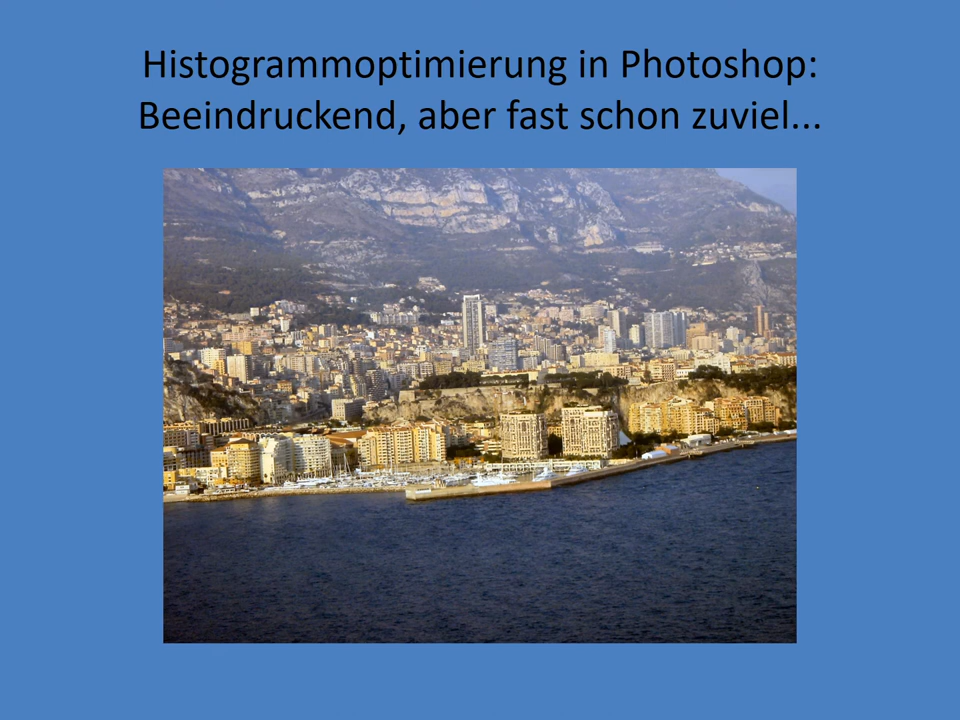 Histogrammoptimierung in Photoshop:
Beeindruckend, aber fast schon zuviel...